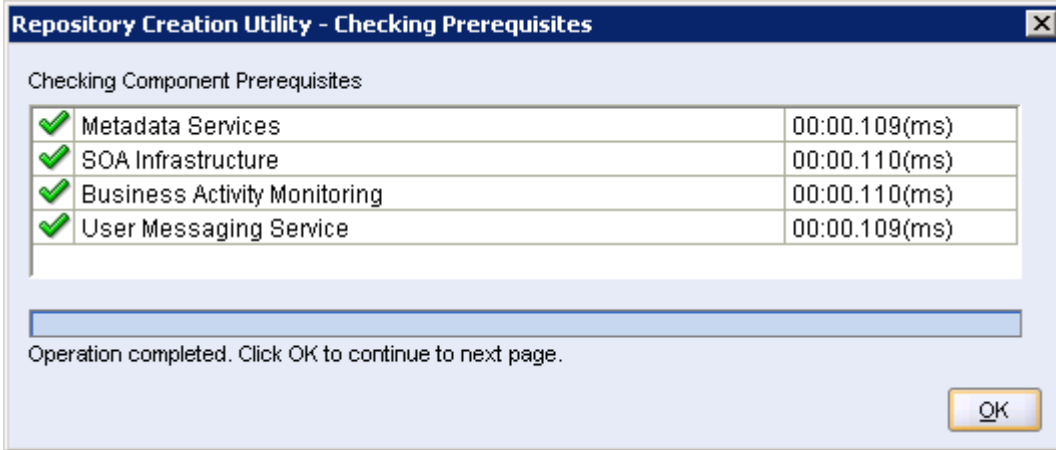 Repository Creation Utility - Checking Prerequisites
Checking Component Prerequisites
Metadata Services 00:00.109(ms)
SOA Infrastructure 00:00.110(ms)
Business Activity Monitoring 00:00.110(ms)
User Messaging Service 00:00.109(ms)
Operation completed. Click OK to continue to next page.
OK